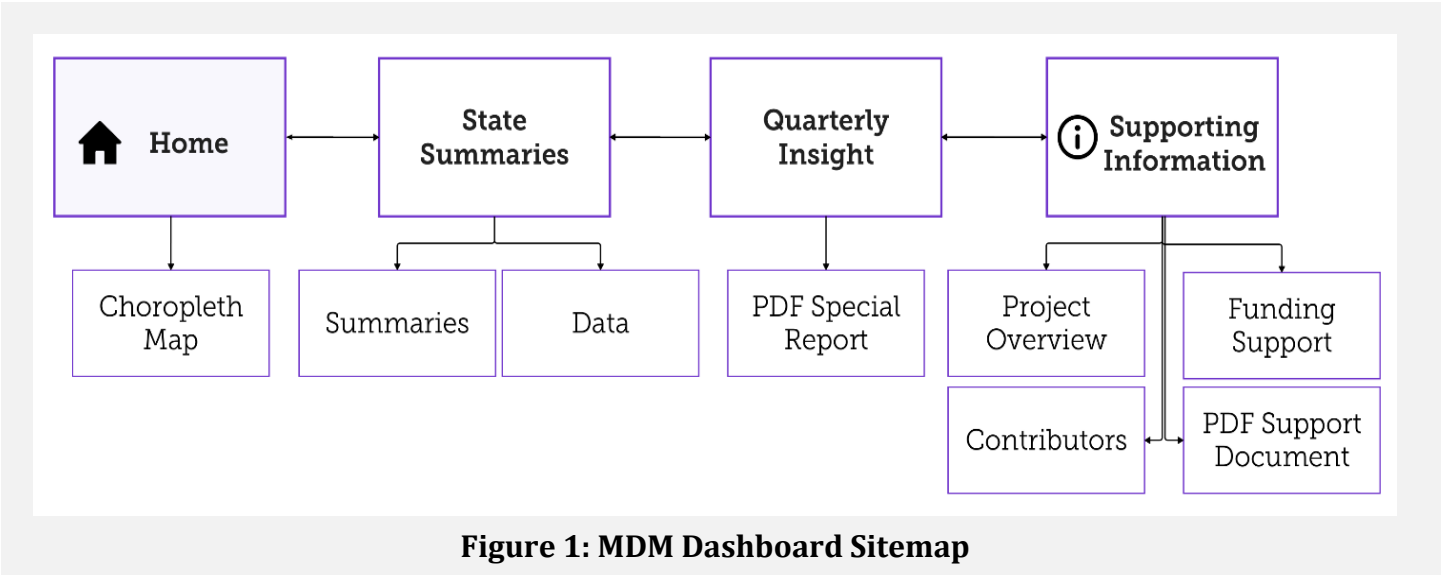 Home
State
Summaries
Quarterly
Insight
Supporting
Information
Choropleth
Map
Summaries
Data
PDF Special
Report
Project
Overview
Funding
Support
Contributors
PDF Support
Document
Figure 1: MDM Dashboard Sitemap